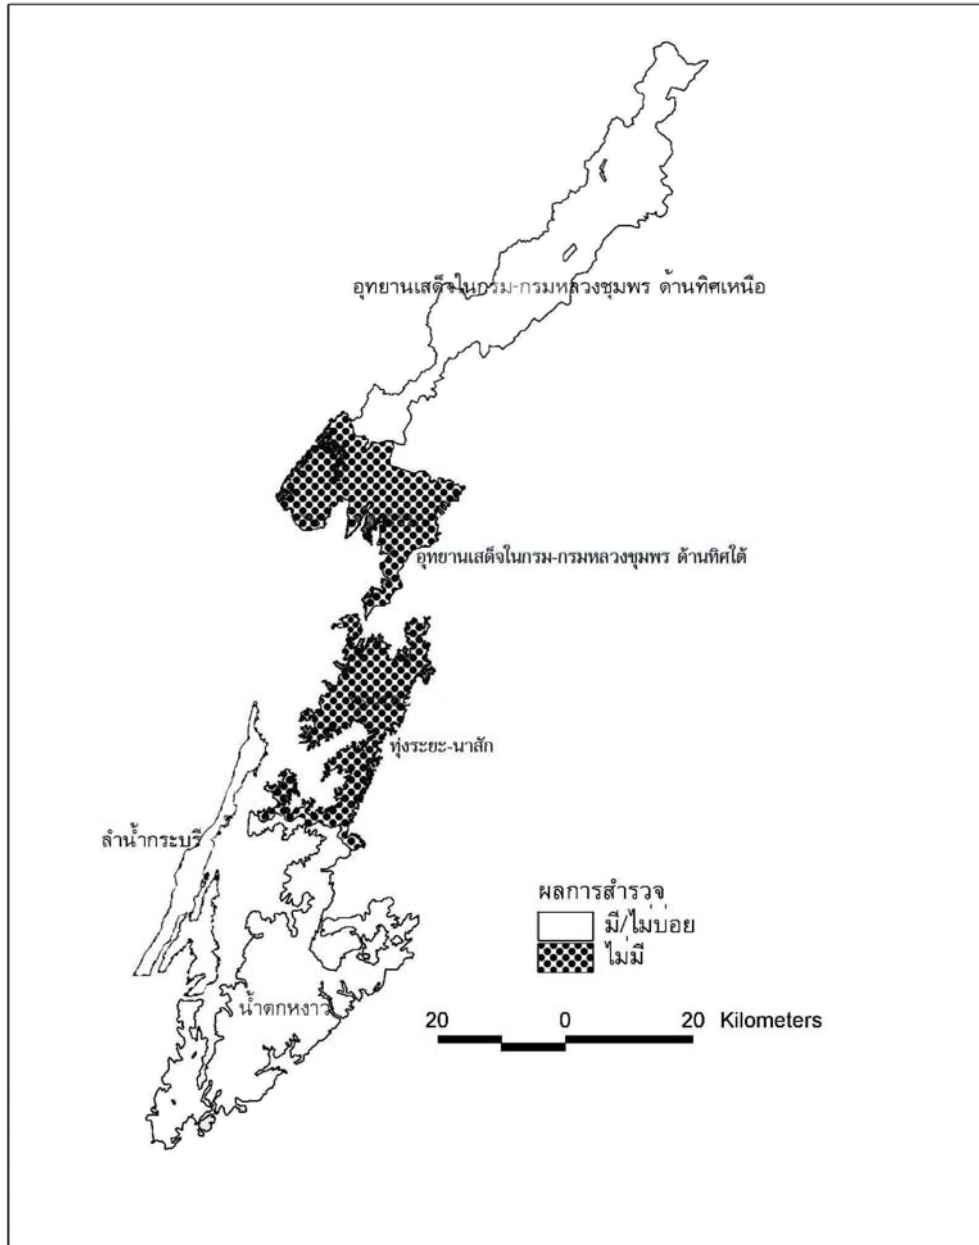 อุทยานเสด็จในกรม-กรมหลวงชุมพร ด้านทิศเหนือ
อุทยานเสด็จในกรม-กรมหลวงชุมพร ด้านทิศใต้
ทุ่งระยะ-นาสัก
ลำน้ำกระบุรี
ผลการสำรวจ
มี/ไม่บ่อย
ไม่มี
น้ำตกหงาว
20 0 20 Kilometers